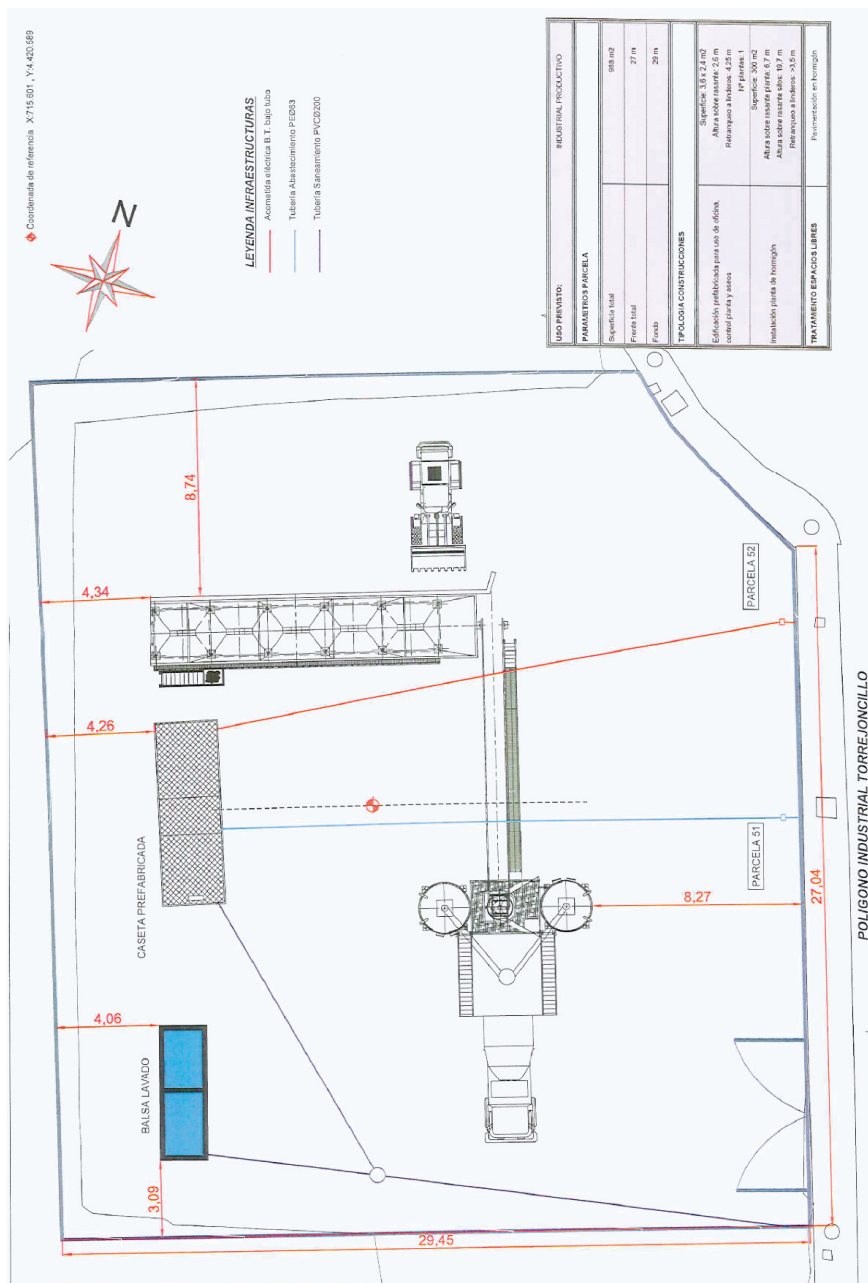 Coordenada de referencia X:715.601 , Y:4.420.589
N
LEYENDA INFRAESTRUCTURAS
Acometida eléctrica B.T. bajo tubo
Tubería Abastecimiento PEØ63
Tubería Saneamiento PVCØ200
USO PREVISTO: INDUSTRIAL PRODUCTIVO
PARAMETROS PARCELA
Superficie total 988 m2
Frente total 27 m
Fondo 29 m
TIPOLOGIA CONSTRUCCIONES
Edificación prefabricada para uso de oficina,
control planta y aseos
Superficie: 3,6 x 2,4 m2
Altura sobre rasante: 2,6 m
Retranqueo a linderos: 4,25 m
Nº plantas: 1
Instalación planta de hormigón
Superficie: 300 m2
Altura sobre rasante planta: 6,7 m
Altura sobre rasante silos: 19,7 m
Retranqueo a linderos: >3,5 m
TRATAMIENTO ESPACIOS LIBRES Pavimentación en hormigón
8,74
4,34
4,26
4,06
3,09
29,45
8,27
27,04
CASETA PREFABRICADA
BALSA LAVADO
PARCELA 52
PARCELA 51
POLÍGONO INDUSTRIAL TORREJONCILLO